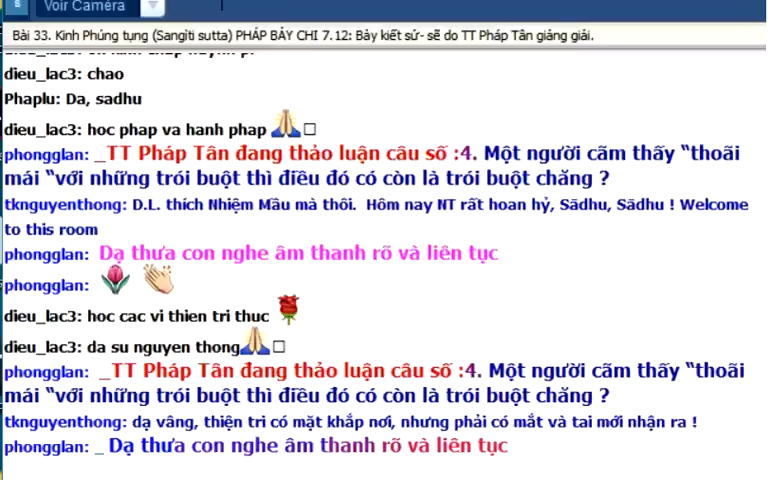 s Voir Caméra
Bài 33. Kinh Phúng tụng (Sangìti sutta) PHÁP BẢY CHI 7.12: Bảy kiết sử- sẽ do TT Pháp Tân giảng giải.
dieu_lac3: chao
Phaplu: Da, sadhu
dieu_lac3: hoc phap va hanh phap
phongglan: _TT Pháp Tân đang thảo luận câu số :4. Một người cãm thấy “thoãi
mái “với những trói buột thì điều đó có còn là trói buột chăng ?
tknguyenthong: D.L. thích Nhiệm Mầu mà thôi. Hôm nay NT rất hoan hỷ, Sādhu, Sādhu ! Welcome
to this room
phongglan: Dạ thưa con nghe âm thanh rõ và liên tục
phongglan:
dieu_lac3: hoc cac vi thien tri thuc
dieu_lac3: da su nguyen thong
phongglan: _TT Pháp Tân đang thảo luận câu số :4. Một người cãm thấy “thoãi
mái “với những trói buột thì điều đó có còn là trói buột chăng ?
tknguyenthong: dạ vâng, thiện tri có mặt khắp nơi, nhưng phải có mắt và tai mới nhận ra !
phongglan: _ Dạ thưa con nghe âm thanh rõ và liên tục